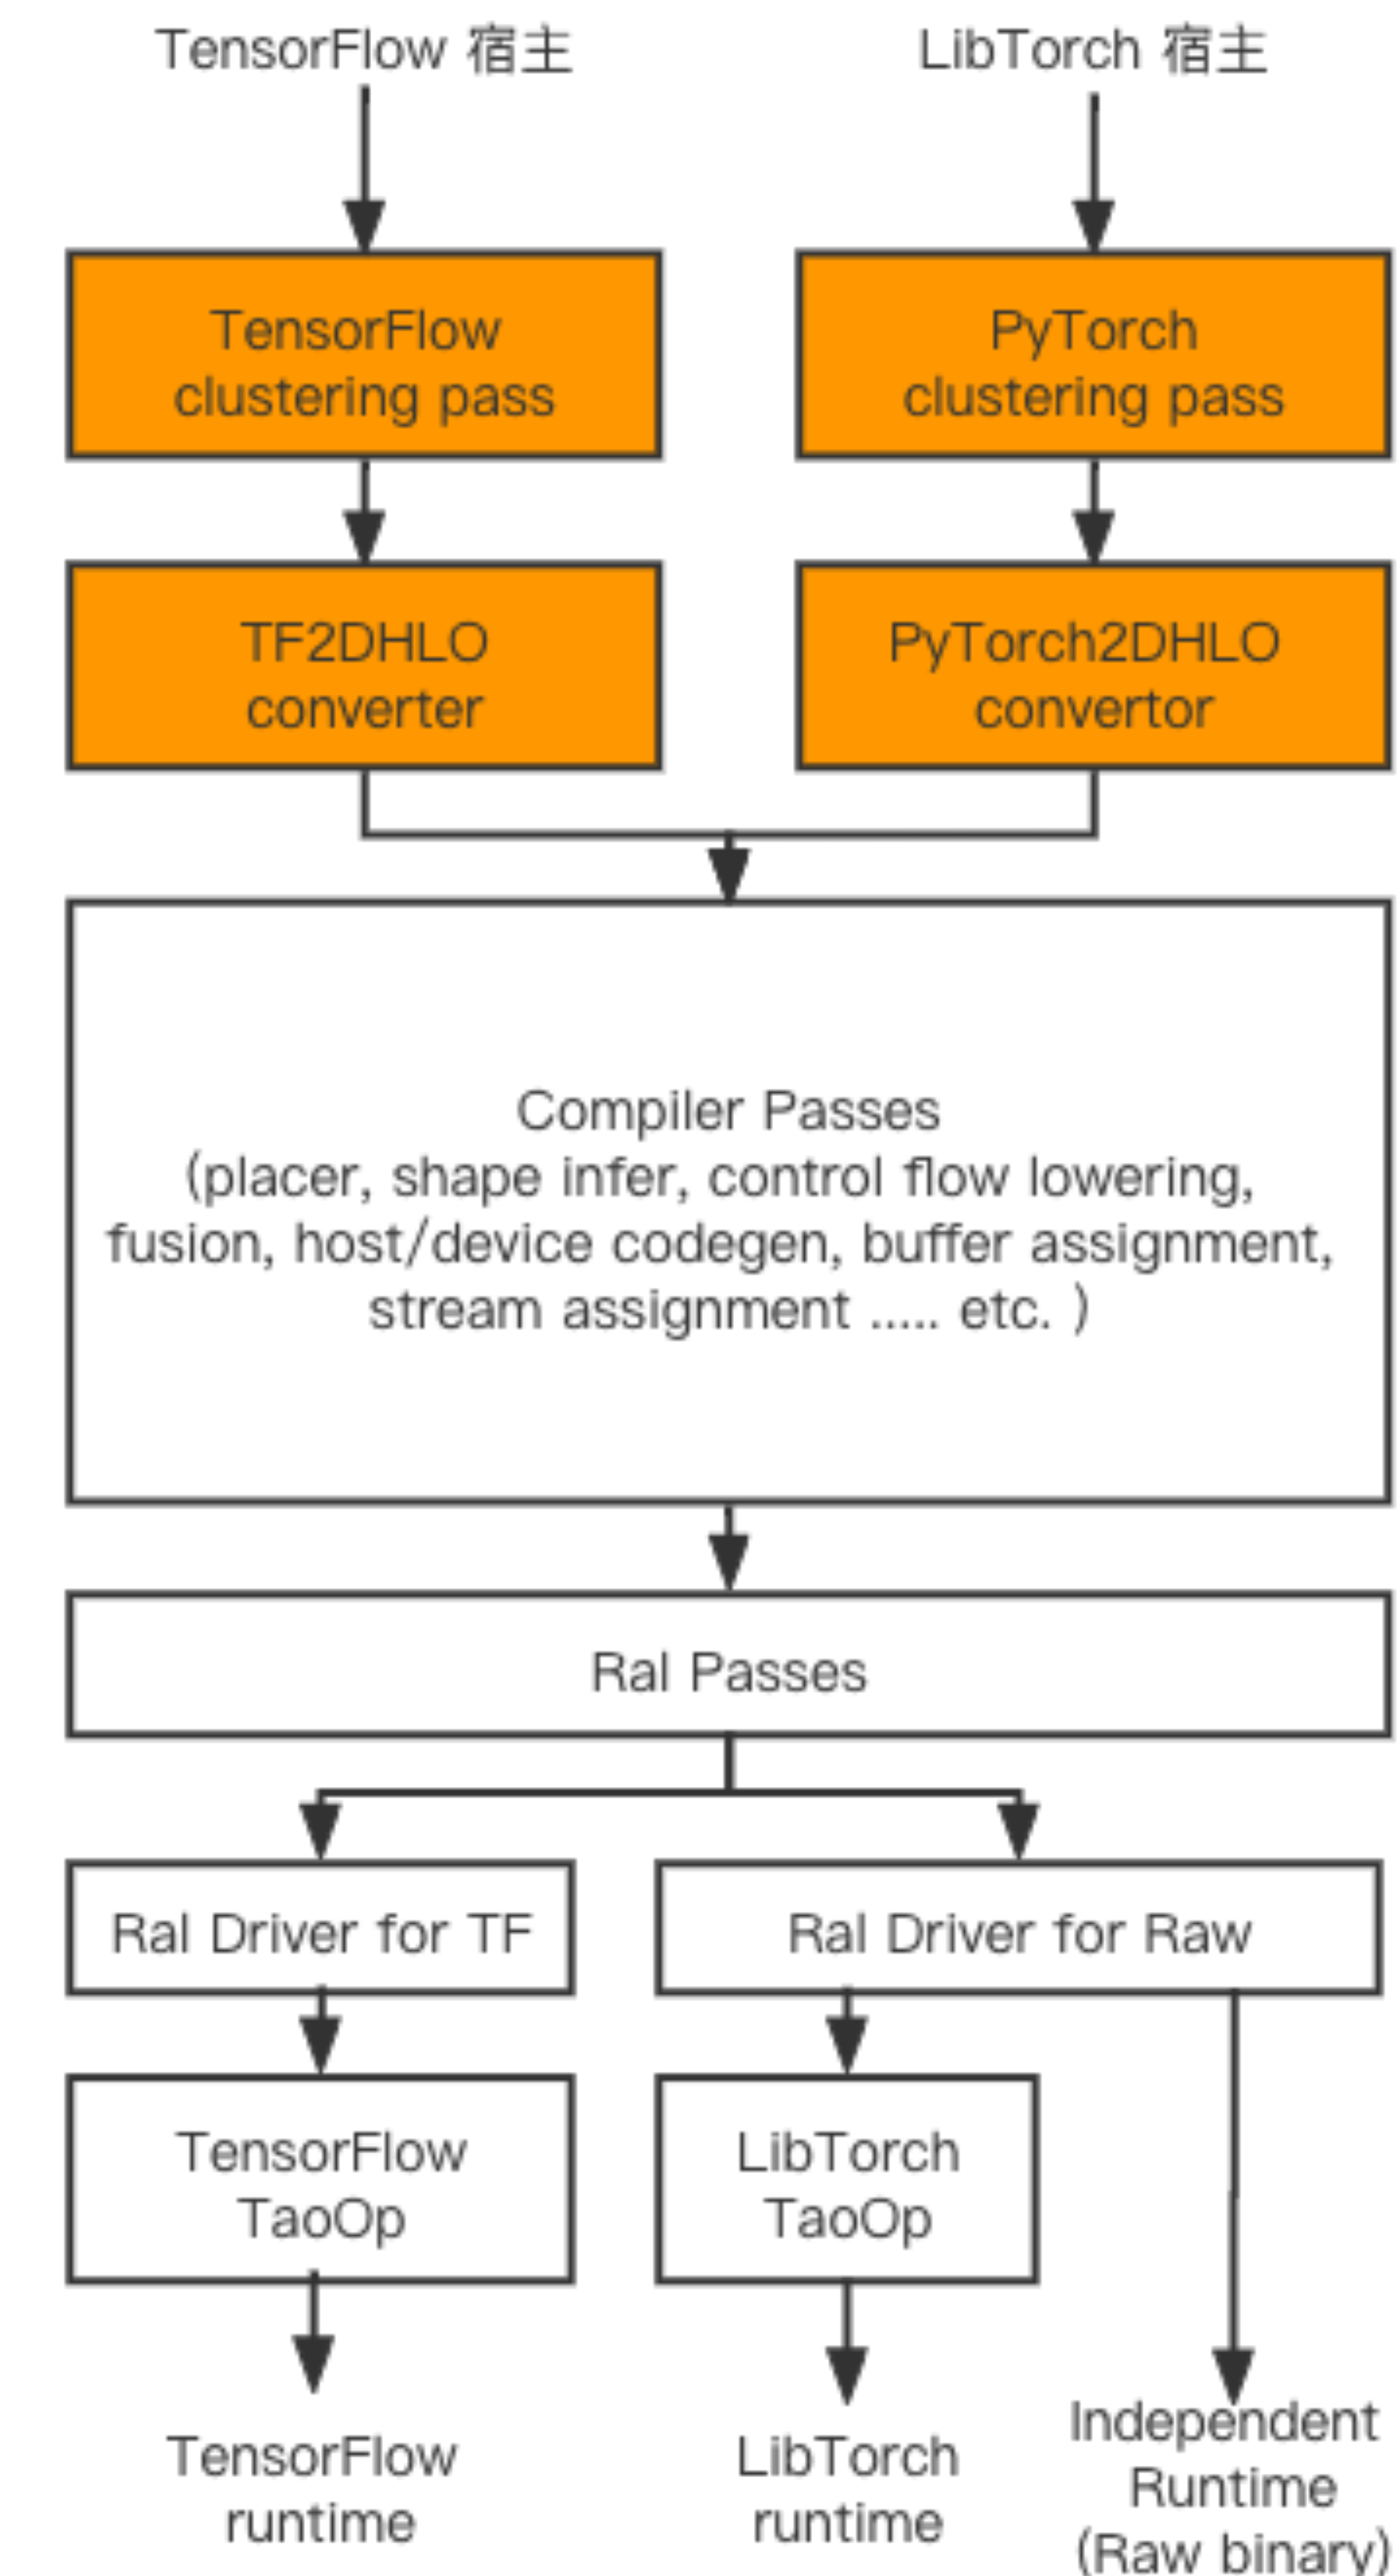 TensorFlow 宿主
LibTorch 宿主
TensorFlow
clustering pass
PyTorch
clustering pass
TF2DHLO
converter
PyTorch2DHLO
convertor
Compiler Passes
(placer, shape infer, control flow lowering,
fusion, host/device codegen, buffer assignment,
stream assignment ..... etc. )
Ral Passes
Ral Driver for TF
Ral Driver for Raw
TensorFlow
TaoOp
LibTorch
TaoOp
TensorFlow
runtime
LibTorch
runtime
Independent
Runtime
(Raw binary)